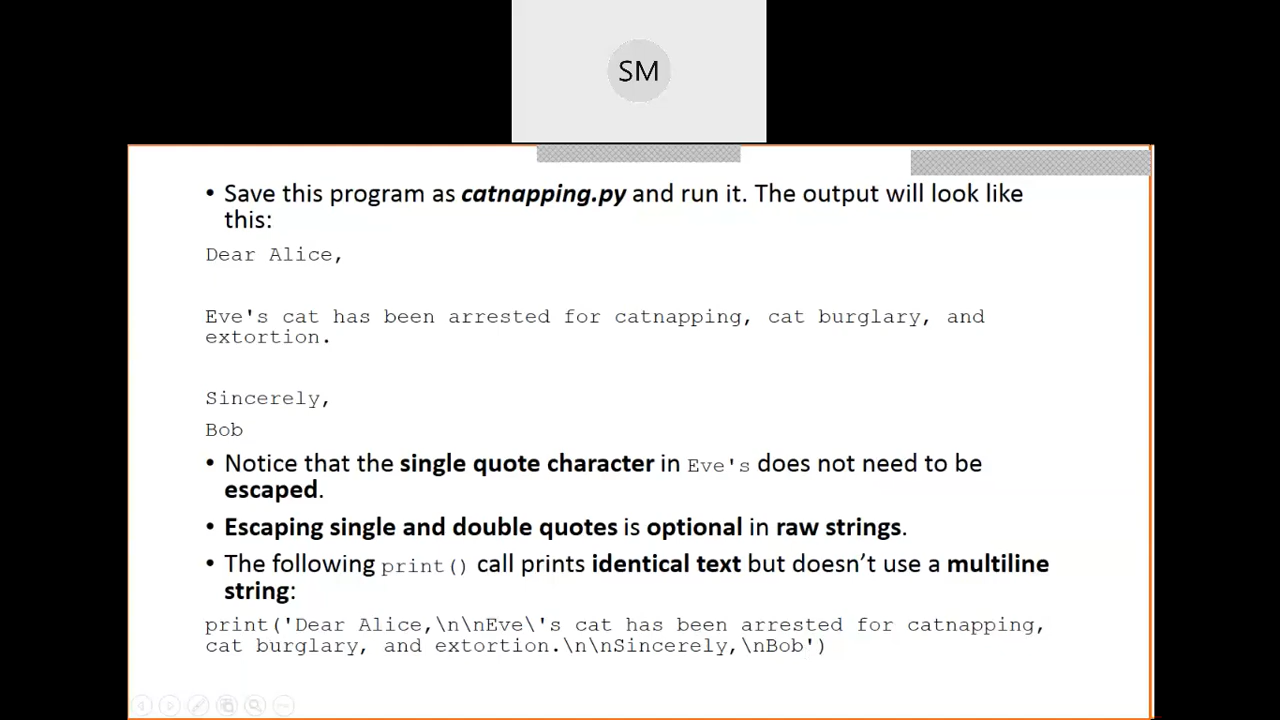 SM
• Save this program as catnapping.py and run it. The output will look like
this:
Dear Alice,
Eve's cat has been arrested for catnapping, cat burglary, and
extortion.
Sincerely,
Bob
• Notice that the single quote character in Eve's does not need to be
escaped.
• Escaping single and double quotes is optional in raw strings.
• The following print() call prints identical text but doesn’t use a multiline
string:
print('Dear Alice,\n\nEve\'s cat has been arrested for catnapping,
cat burglary, and extortion.\n\nSincerely,\nBob')